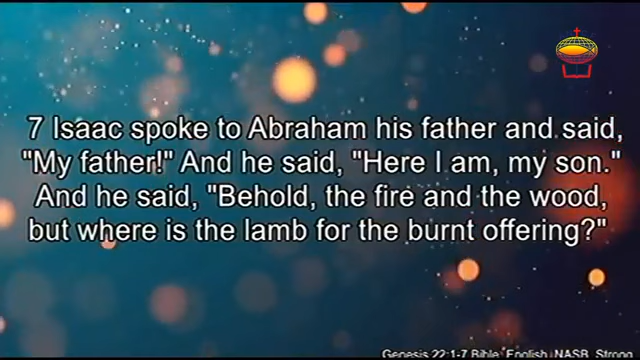 7 Isaac spoke to Abraham his father and said,
"My father!" And he said, "Here I am, my son."
And he said, "Behold, the fire and the wood,
but where is the lamb for the burnt offering?"
Genesis 22:1-7 Bible: English: NASB_Strong